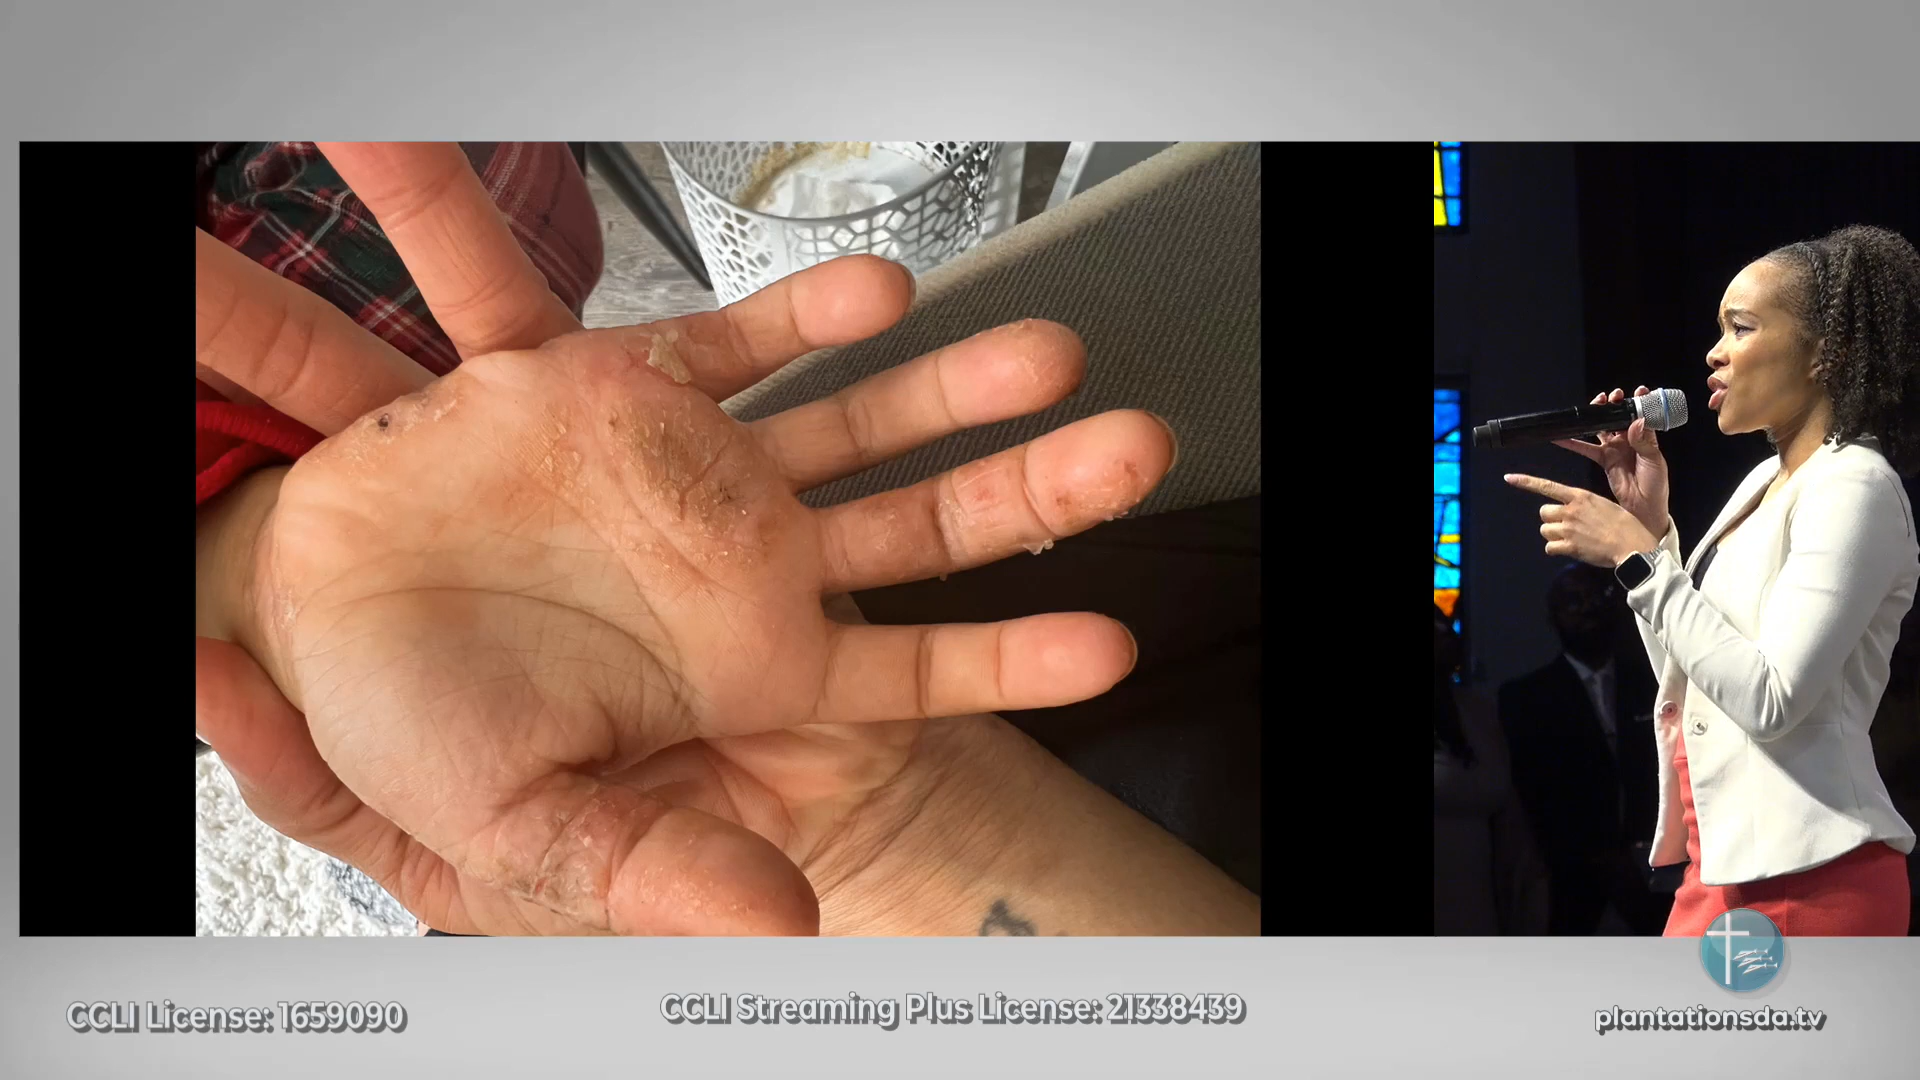 CCLI License: 1659090
CCLI Streaming Plus License: 21338439
plantationsda.tv